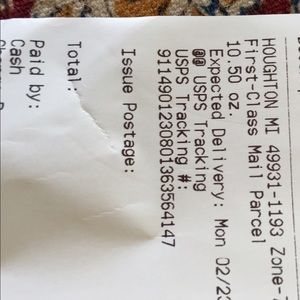 HOUGHTON MI 49931-1193 Zone-
First-Class Mail Parcel
10.50 oz.
Expected Delivery: Mon 02/23
@@ USPS Tracking
USPS Tracking #:
9114901230801363564147
Issue Postage:
Total:
Paid by:
Cash